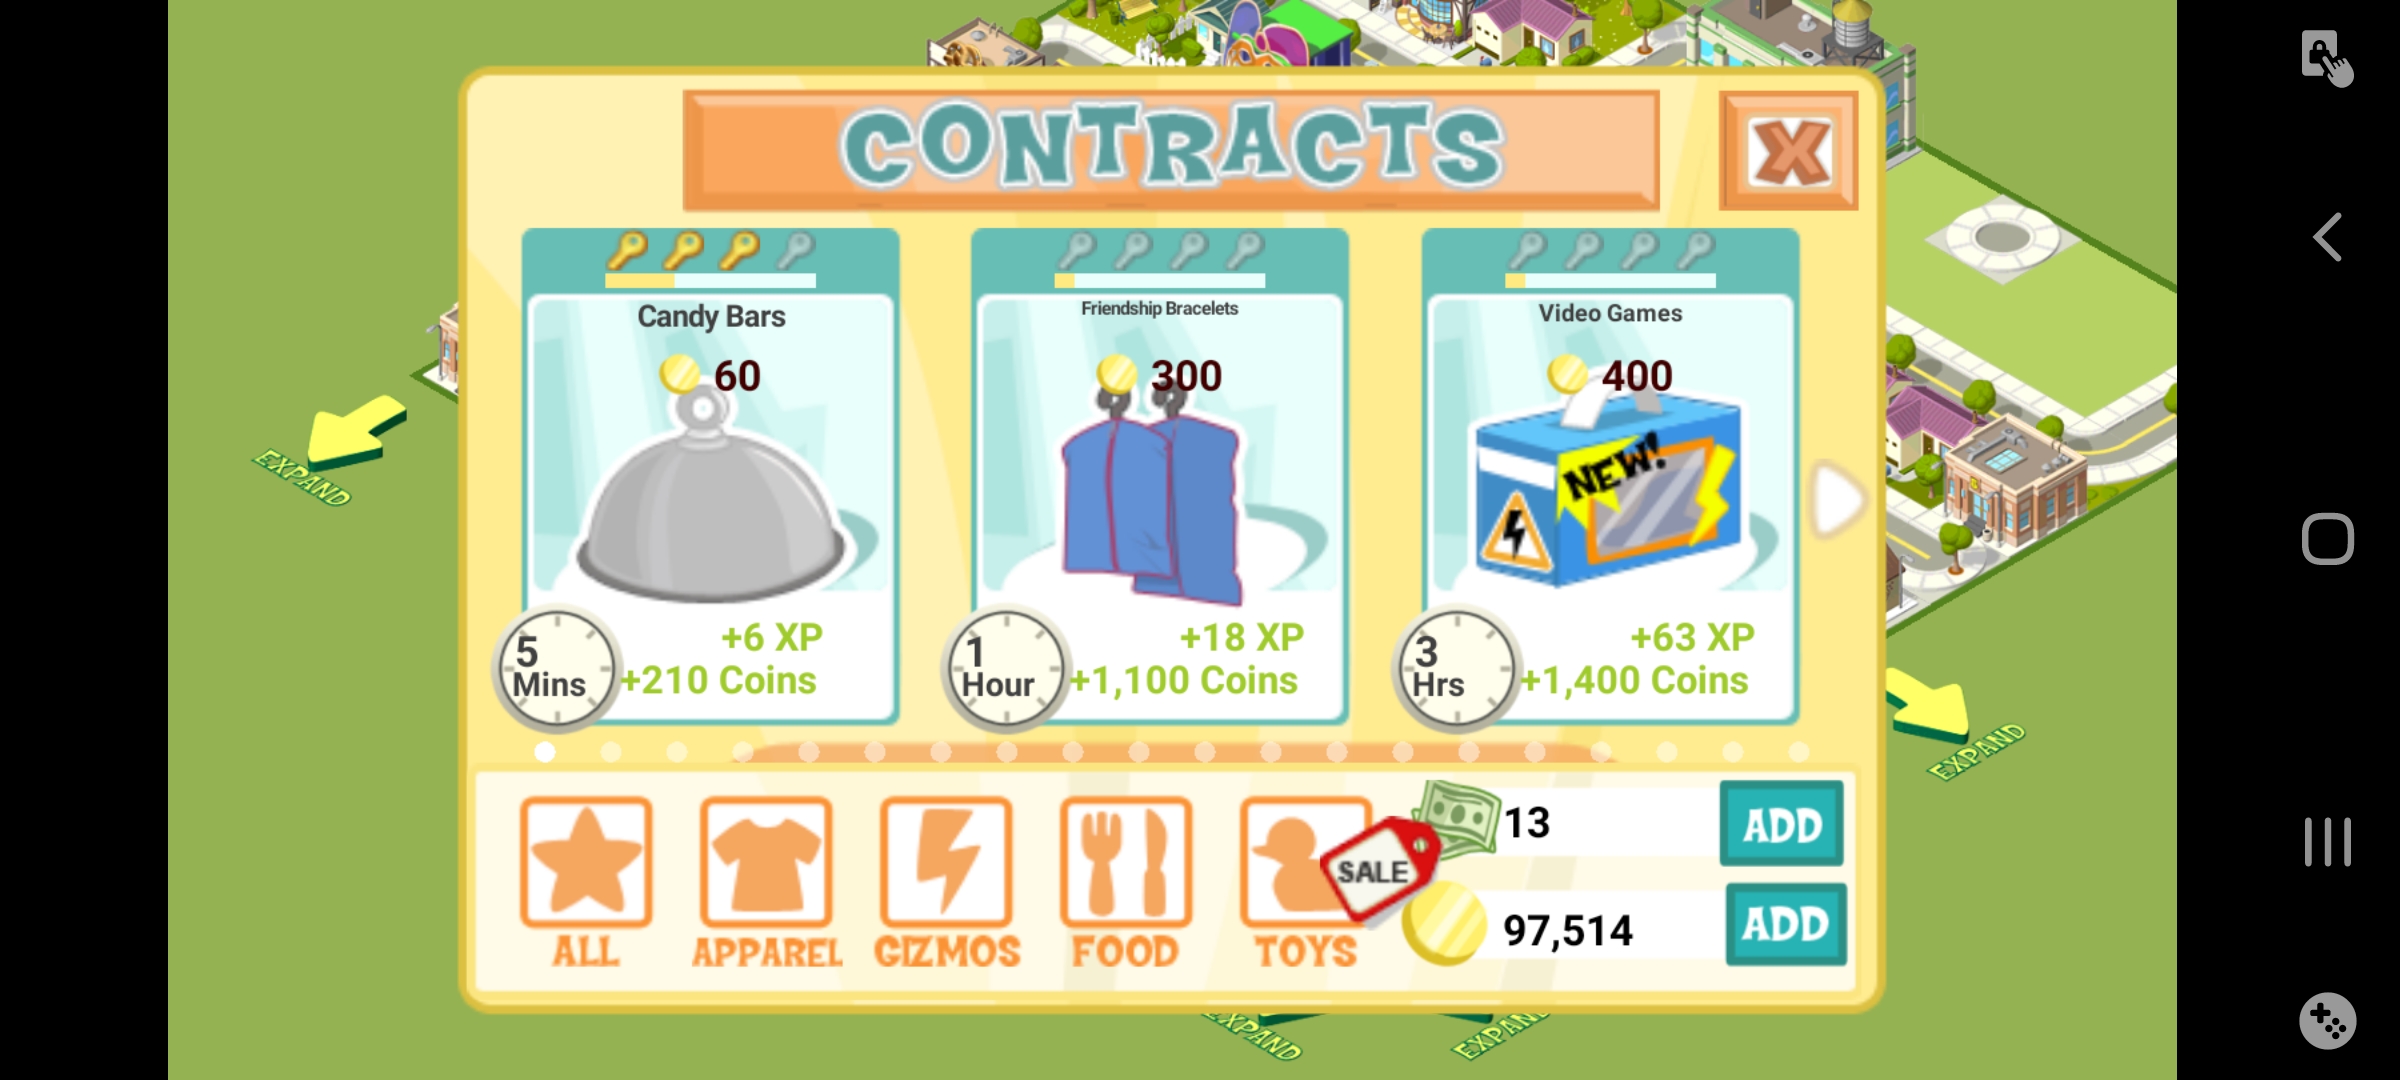 CONTRACTS
X
Candy Bars
60
5
Mins
+6 XP
+210 Coins
Friendship Bracelets
300
1
Hour
+18 XP
+1,100 Coins
Video Games
400
NEW!
3
Hrs
+63 XP
+1,400 Coins
EXPAND
EXPAND
ALL
APPAREL
GIZMOS
FOOD
TOYS
SALE
13
ADD
97,514
ADD
EXPAND
EXPAND